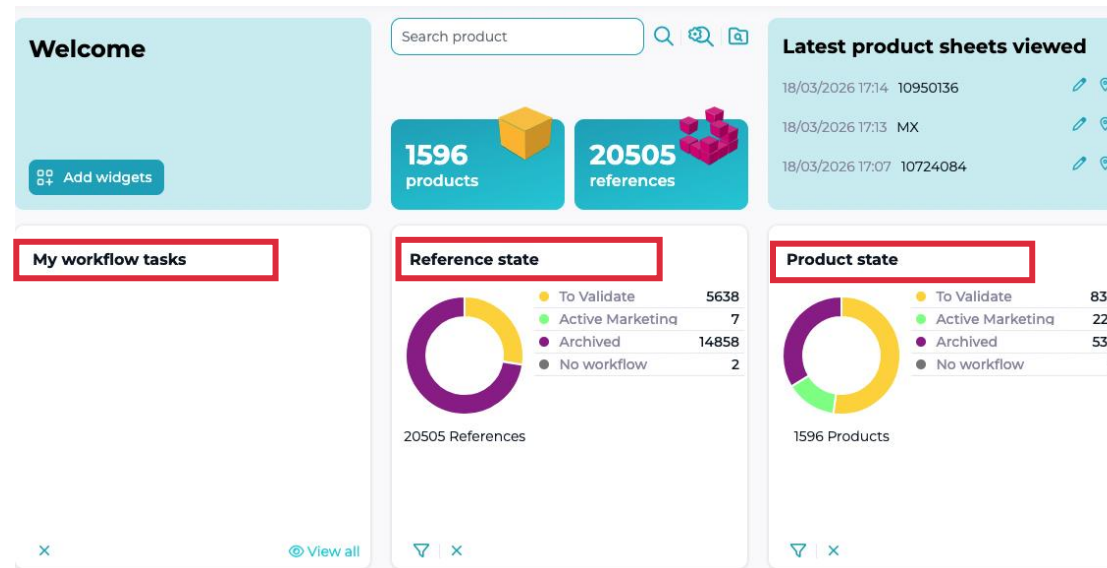 Welcome
Add widgets
Search product
1596
products
20505
references
Latest product sheets viewed
18/03/2026 17:14 10950136
18/03/2026 17:13 MX
18/03/2026 17:07 10724084
My workflow tasks
View all
Reference state
To Validate 5638
Active Marketing 7
Archived 14858
No workflow 2
20505 References
Product state
To Validate 83
Active Marketing 22
Archived 53
No workflow
1596 Products